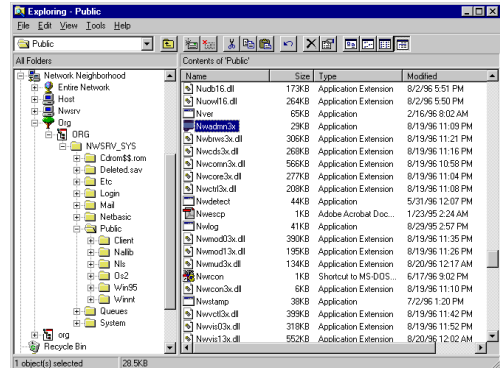 Exploring - Public
File Edit View Tools Help
Public
All Folders
Contents of 'Public'
Network Neighborhood
Entire Network
Host
Nwsrv
Org
ORG
NWSRV_SYS
Cdrom$$.rom
Deleted.sav
Etc
Login
Mail
Netbasic
Public
Client
Nallib
Nls
Os2
Win95
Winnt
Queues
System
org
Recycle Bin
Name Size Type Modified
Nudb16.dll 173KB Application Extension 8/2/96 5:51 PM
Nuowl16.dll 264KB Application Extension 8/2/96 5:50 PM
Nver 65KB Application 2/16/96 8:02 AM
Nwadmn3x 29KB Application 8/19/96 11:09 PM
Nwbrws3x.dll 306KB Application Extension 8/19/96 11:21 PM
Nwcds3x.dll 268KB Application Extension 8/19/96 11:16 PM
Nwcomn3x.dll 566KB Application Extension 8/19/96 10:58 PM
Nwcore3x.dll 277KB Application Extension 8/19/96 11:04 PM
Nwctrl3x.dll 208KB Application Extension 8/19/96 11:08 PM
Nwdetect 44KB Application 5/31/96 12:07 PM
Nwescp 1KB Adobe Acrobat Doc... 1/23/95 2:24 AM
Nwlog 41KB Application 8/29/95 2:57 PM
Nwmod03x.dll 390KB Application Extension 8/19/96 11:35 PM
Nwmod13x.dll 195KB Application Extension 8/19/96 11:26 PM
Nwmud3x.dll 134KB Application Extension 8/20/96 12:17 AM
Nwrcon 1KB Shortcut to MS-DOS... 6/17/96 9:02 PM
Nwrcon3x.dll 6KB Application Extension 8/19/96 11:10 PM
Nwstamp 38KB Application 7/2/96 1:20 PM
Nwvctl3x.dll 399KB Application Extension 8/19/96 11:42 PM
Nwvis03x.dll 318KB Application Extension 8/19/96 11:52 PM
Nwvis13x.dll 552KB Application Extension 8/20/96 12:02 AM
1 object(s) selected 28.5KB